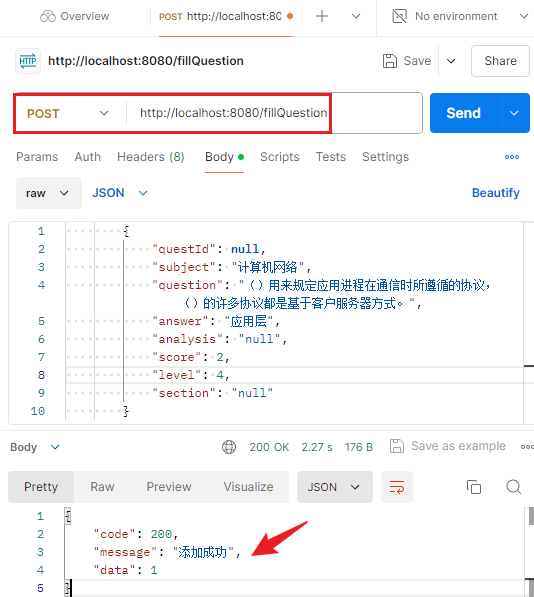 Overview
POST http://localhost:80
No environment
HTTP http://localhost:8080/fillQuestion
Save
Share
POST http://localhost:8080/fillQuestion
Send
Params Auth Headers (8) Body Scripts Tests Settings
raw JSON Beautify
1 {
2 "questId": null,
3 "subject": "计算机网络",
4 "question": "（）用来规定应用进程在通信时所遵循的协议，
（）的许多协议都是基于客户服务器方式。",
5 "answer": "应用层",
6 "analysis": "null",
7 "score": 2,
8 "level": 4,
9 "section": "null"
10 }
Body 200 OK 2.27 s 176 B Save as example
Pretty Raw Preview Visualize JSON
1 {
2 "code": 200,
3 "message": "添加成功",
4 "data": 1
5 }